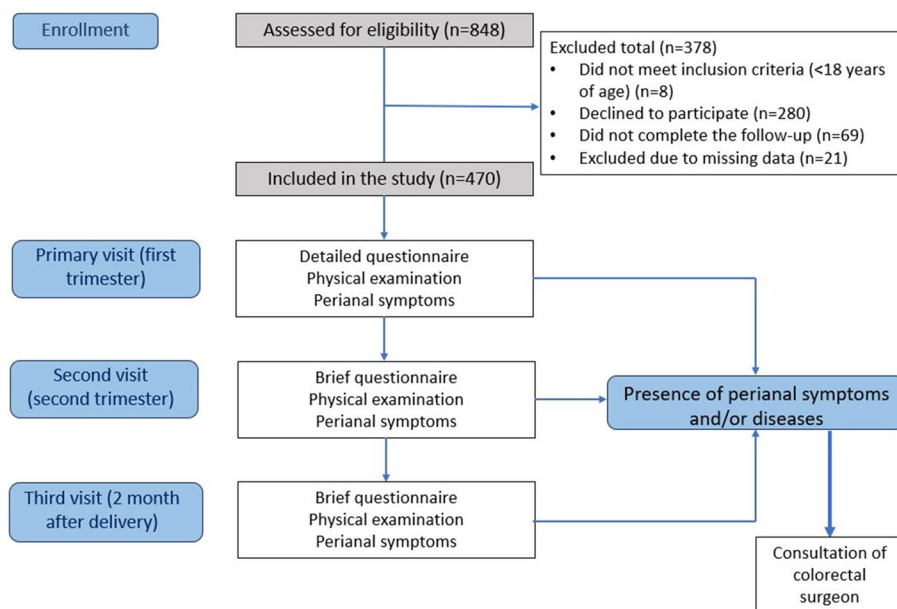 Enrollment
Assessed for eligibility (n=848)
Excluded total (n=378)
• Did not meet inclusion criteria (<18 years
of age) (n=8)
• Declined to participate (n=280)
• Did not complete the follow-up (n=69)
• Excluded due to missing data (n=21)
Included in the study (n=470)
Primary visit (first
trimester)
Detailed questionnaire
Physical examination
Perianal symptoms
Second visit
(second trimester)
Brief questionnaire
Physical examination
Perianal symptoms
Presence of perianal symptoms
and/or diseases
Third visit (2 month
after delivery)
Brief questionnaire
Physical examination
Perianal symptoms
Consultation of
colorectal
surgeon